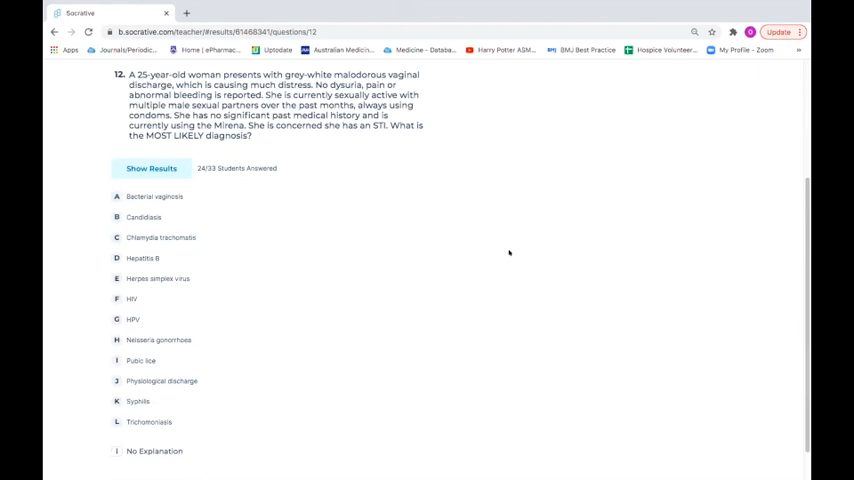 Socrative
b.socrative.com/teacher/#results/61468341/questions/12
Update
Apps
Journals/Periodic...
Home | ePharmac...
Uptodate
Australian Medicin...
Medicine - Databa...
Harry Potter ASM...
BMJ Best Practice
Hospice Volunteer...
My Profile - Zoom
»
12. A 25-year-old woman presents with grey-white malodorous vaginal
discharge, which is causing much distress. No dysuria, pain or
abnormal bleeding is reported. She is currently sexually active with
multiple male sexual partners over the past months, always using
condoms. She has no significant past medical history and is
currently using the Mirena. She is concerned she has an STI. What is
the MOST LIKELY diagnosis?
Show Results 24/33 Students Answered
A Bacterial vaginosis
B Candidiasis
C Chlamydia trachomatis
D Hepatitis B
E Herpes simplex virus
F HIV
G HPV
H Neisseria gonorrhoea
I Pubic lice
J Physiological discharge
K Syphilis
L Trichomoniasis
i No Explanation